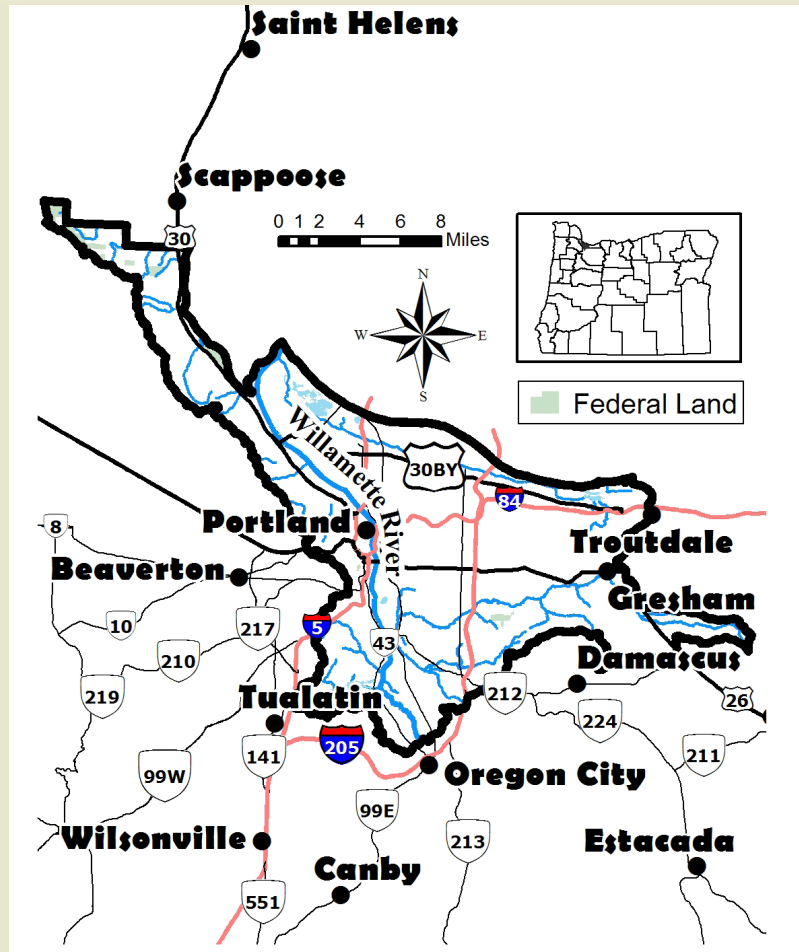 Saint Helens
Scappoose
30
0 1 2 4 6 8
Miles
N
W E
S
Federal Land
Willamette River
30BY
84
Portland
Troutdale
8
Beaverton
Gresham
10
217
5
43
210
Damascus
219
212
26
Tualatin
224
141
205
211
99W
Oregon City
99E
Wilsonville
213
Estacada
Canby
551